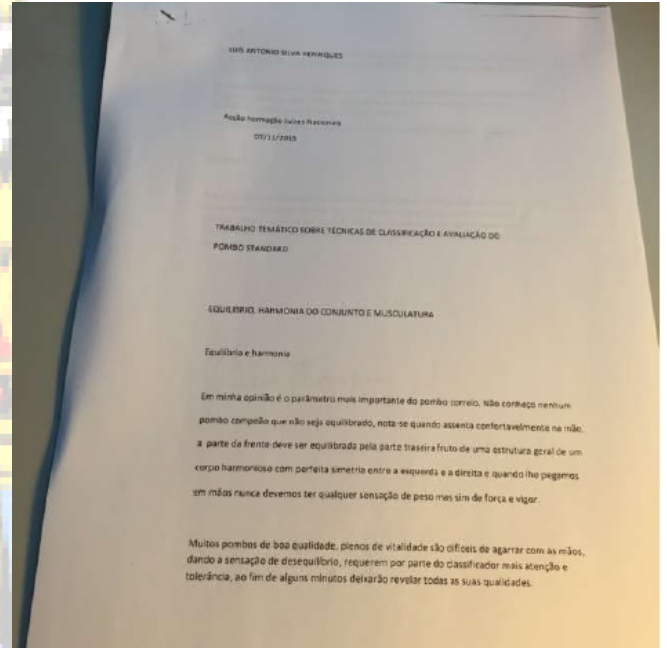 LUIS ANTONIO SILVA HENRIQUES
Acção Formação Juízes Nacionais
07/11/2015
TRABALHO TEMÁTICO SOBRE TÉCNICAS DE CLASSIFICAÇÃO E AVALIAÇÃO DO
POMBO STANDARD
EQUILIBRIO, HARMONIA DO CONJUNTO E MUSCULATURA
Equilíbrio e harmonia
Em minha opinião é o parâmetro mais importante do pombo correio. Não conheço nenhum
pombo campeão que não seja equilibrado, nota-se quando assenta confortavelmente na mão,
a parte da frente deve ser equilibrada pela parte traseira fruto de uma estrutura geral de um
corpo harmonioso com perfeita simetria entre a esquerda e a direita e quando lhe pegamos
em mãos nunca devemos ter qualquer sensação de peso mas sim de força e vigor.
Muitos pombos de boa qualidade, plenos de vitalidade são difíceis de agarrar com as mãos,
dando a sensação de desequilíbrio, requerem por parte do classificador mais atenção e
tolerância, ao fim de alguns minutos deixarão revelar todas as suas qualidades.